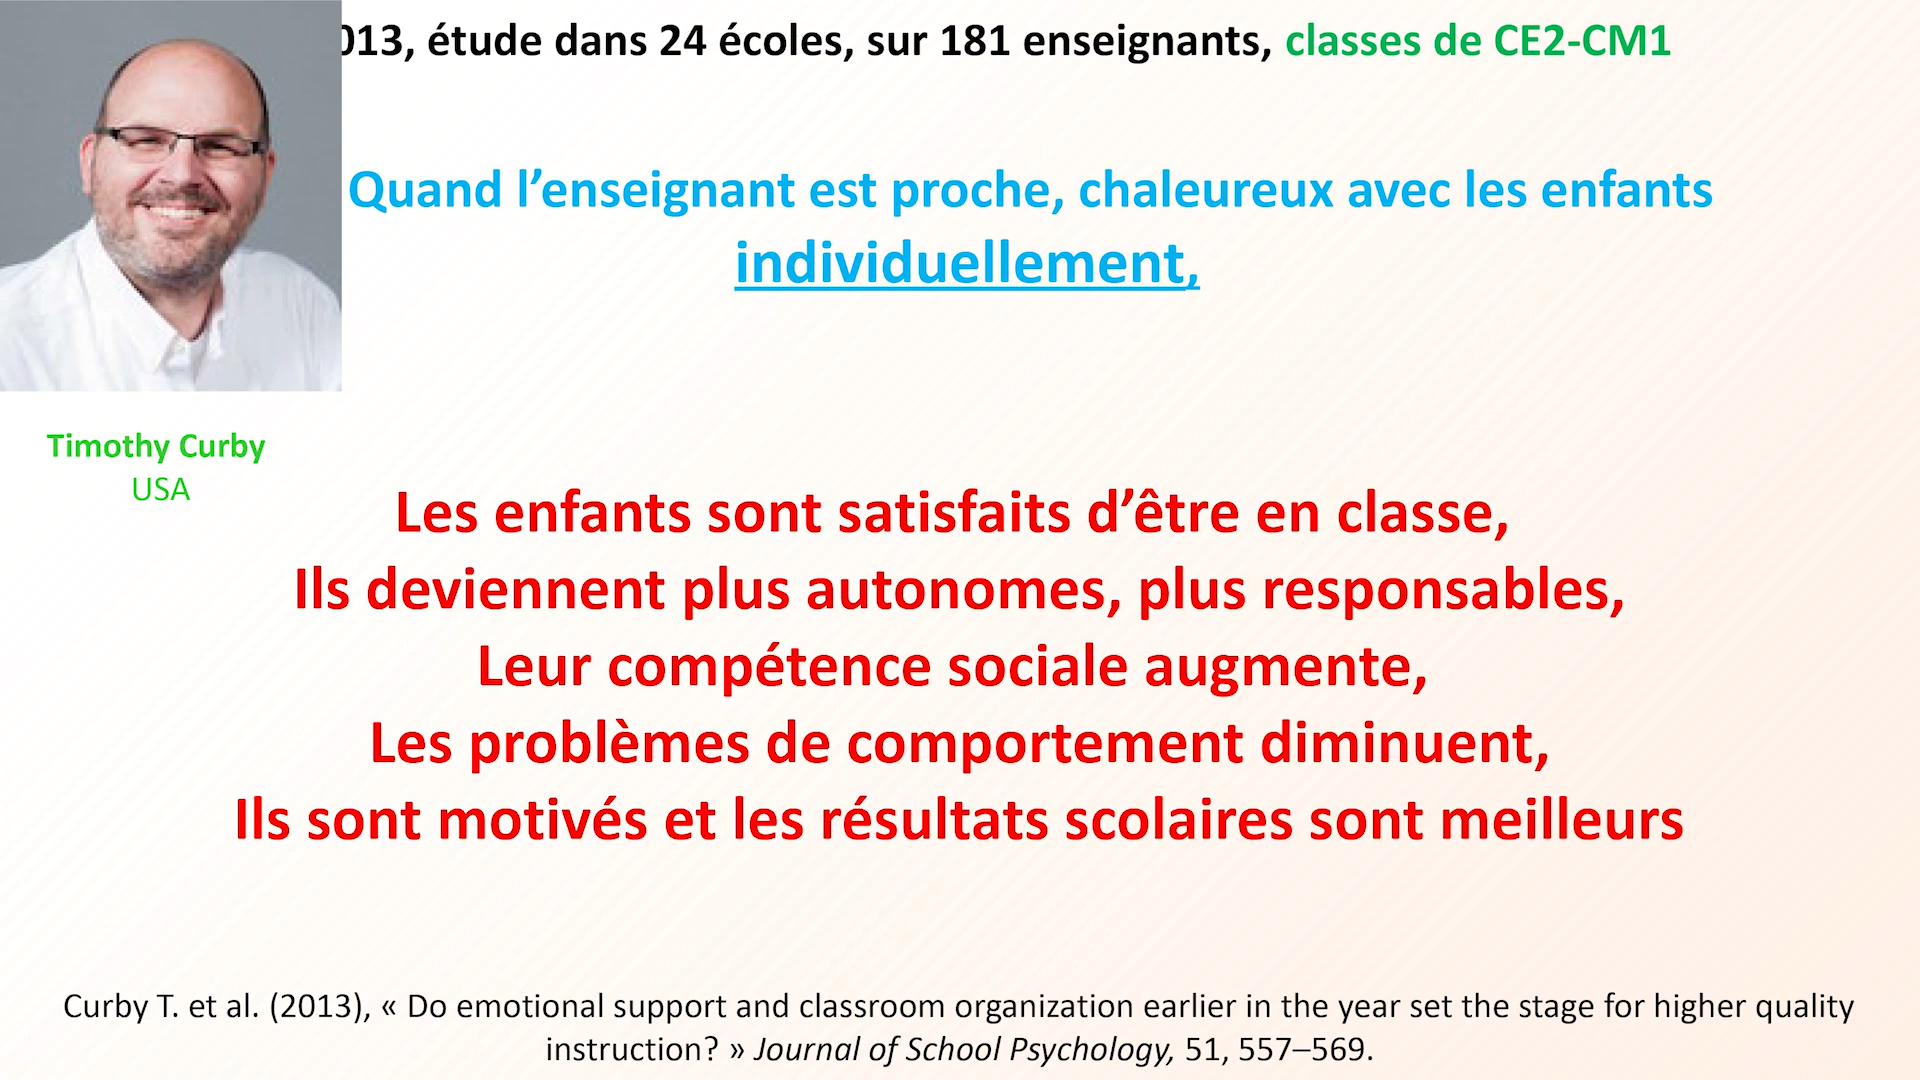 013, étude dans 24 écoles, sur 181 enseignants, classes de CE2-CM1
Quand l’enseignant est proche, chaleureux avec les enfants
individuellement,
Timothy Curby
USA
Les enfants sont satisfaits d’être en classe,
Ils deviennent plus autonomes, plus responsables,
Leur compétence sociale augmente,
Les problèmes de comportement diminuent,
Ils sont motivés et les résultats scolaires sont meilleurs
Curby T. et al. (2013), « Do emotional support and classroom organization earlier in the year set the stage for higher quality
instruction? » Journal of School Psychology, 51, 557–569.